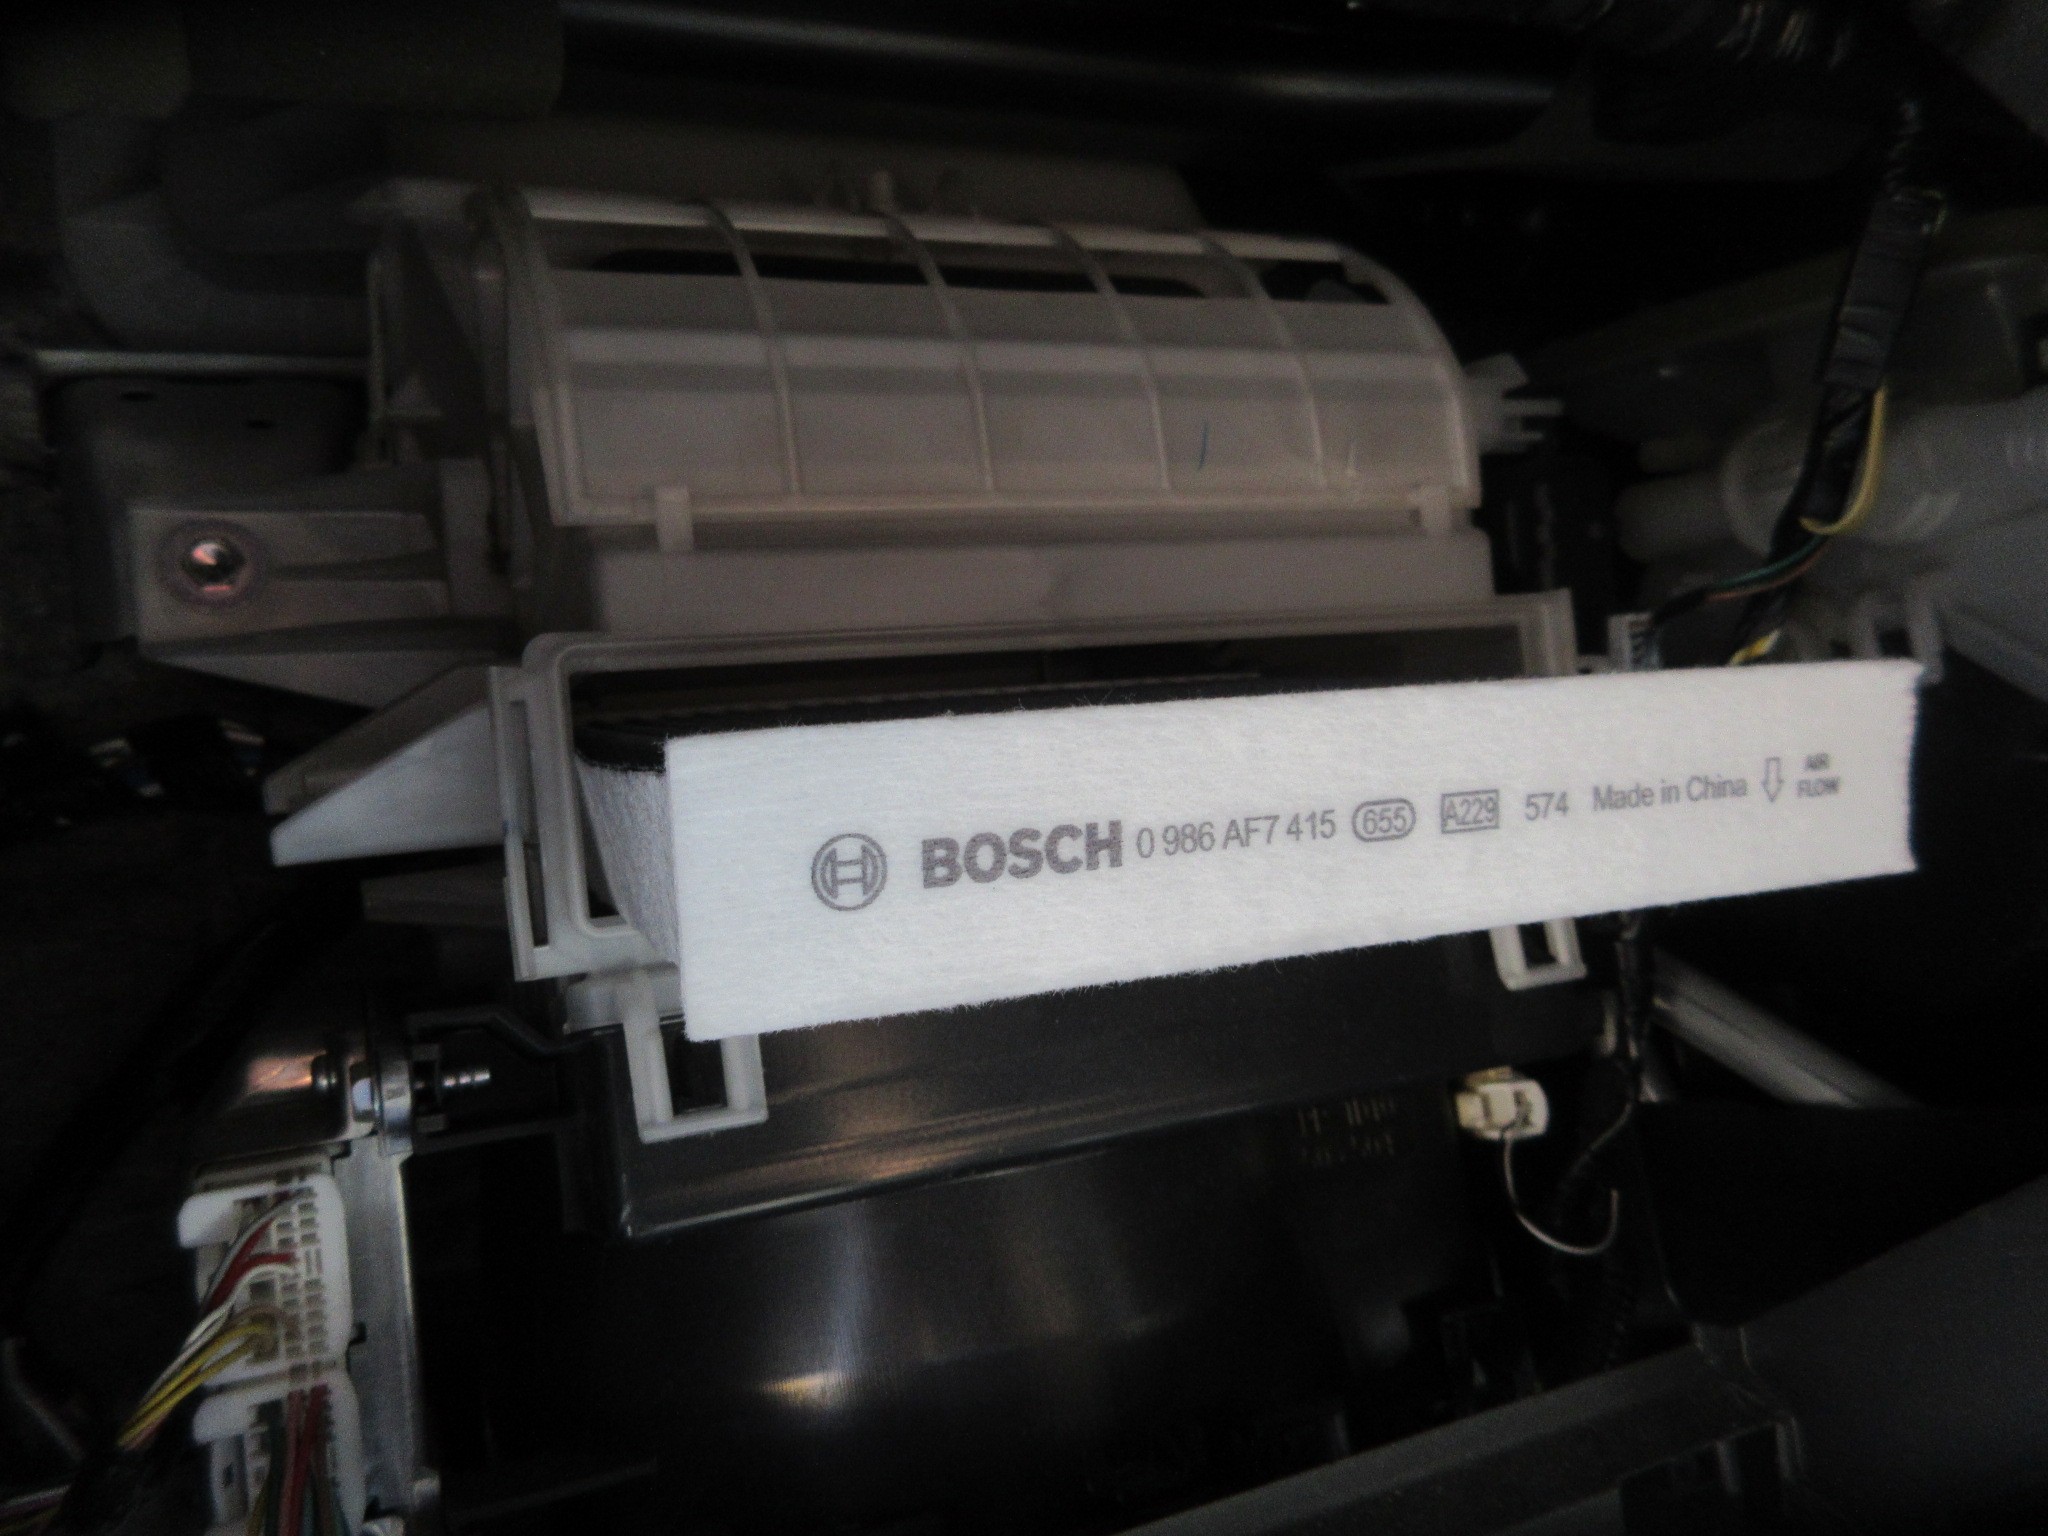 BOSCH 0 986 AF7 415 655 A229 574 Made in China AIR
FLOW